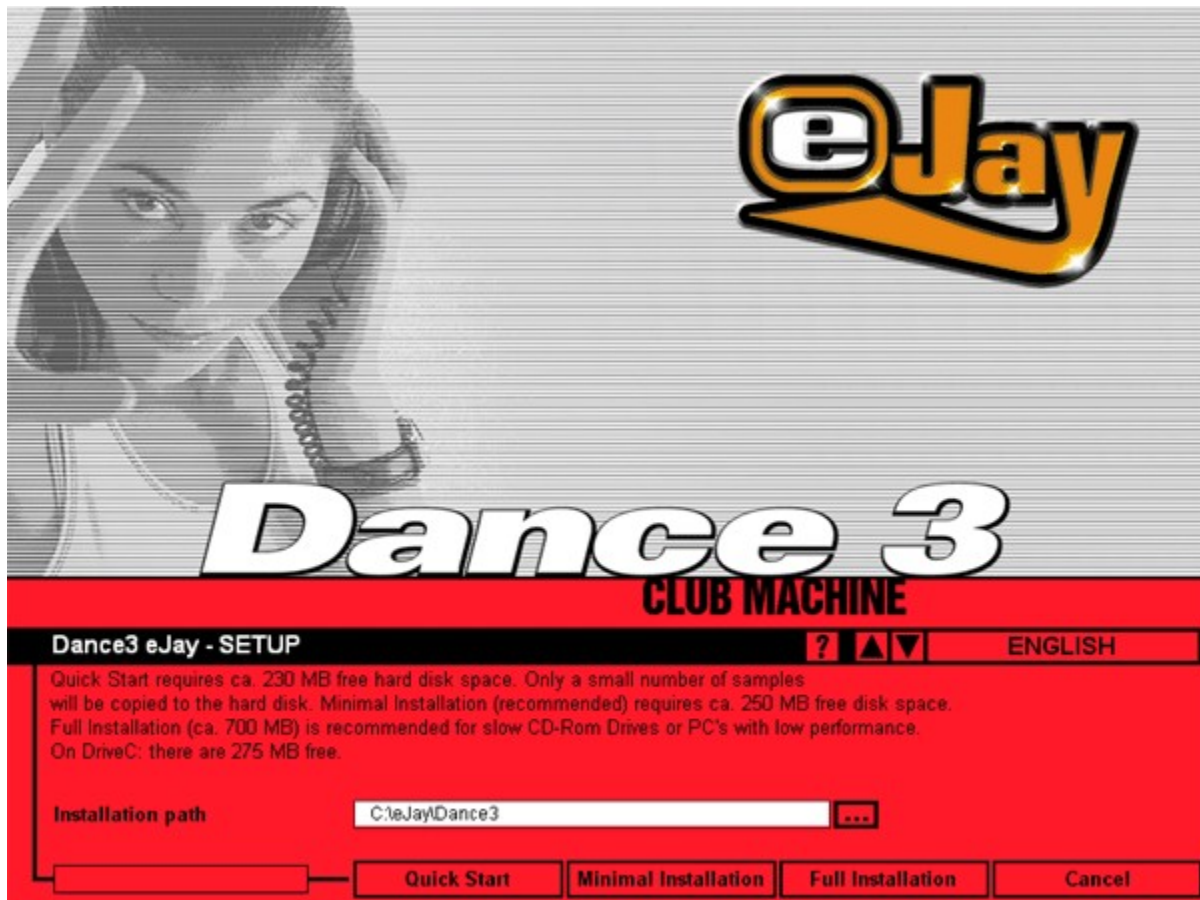 eJay
Dance 3
CLUB MACHINE
Dance3 eJay - SETUP
? ENGLISH
Quick Start requires ca. 230 MB free hard disk space. Only a small number of samples
will be copied to the hard disk. Minimal Installation (recommended) requires ca. 250 MB free disk space.
Full Installation (ca. 700 MB) is recommended for slow CD-Rom Drives or PC's with low performance.
On DriveC: there are 275 MB free.
Installation path
C:\eJay\Dance3
...
Quick Start
Minimal Installation
Full Installation
Cancel